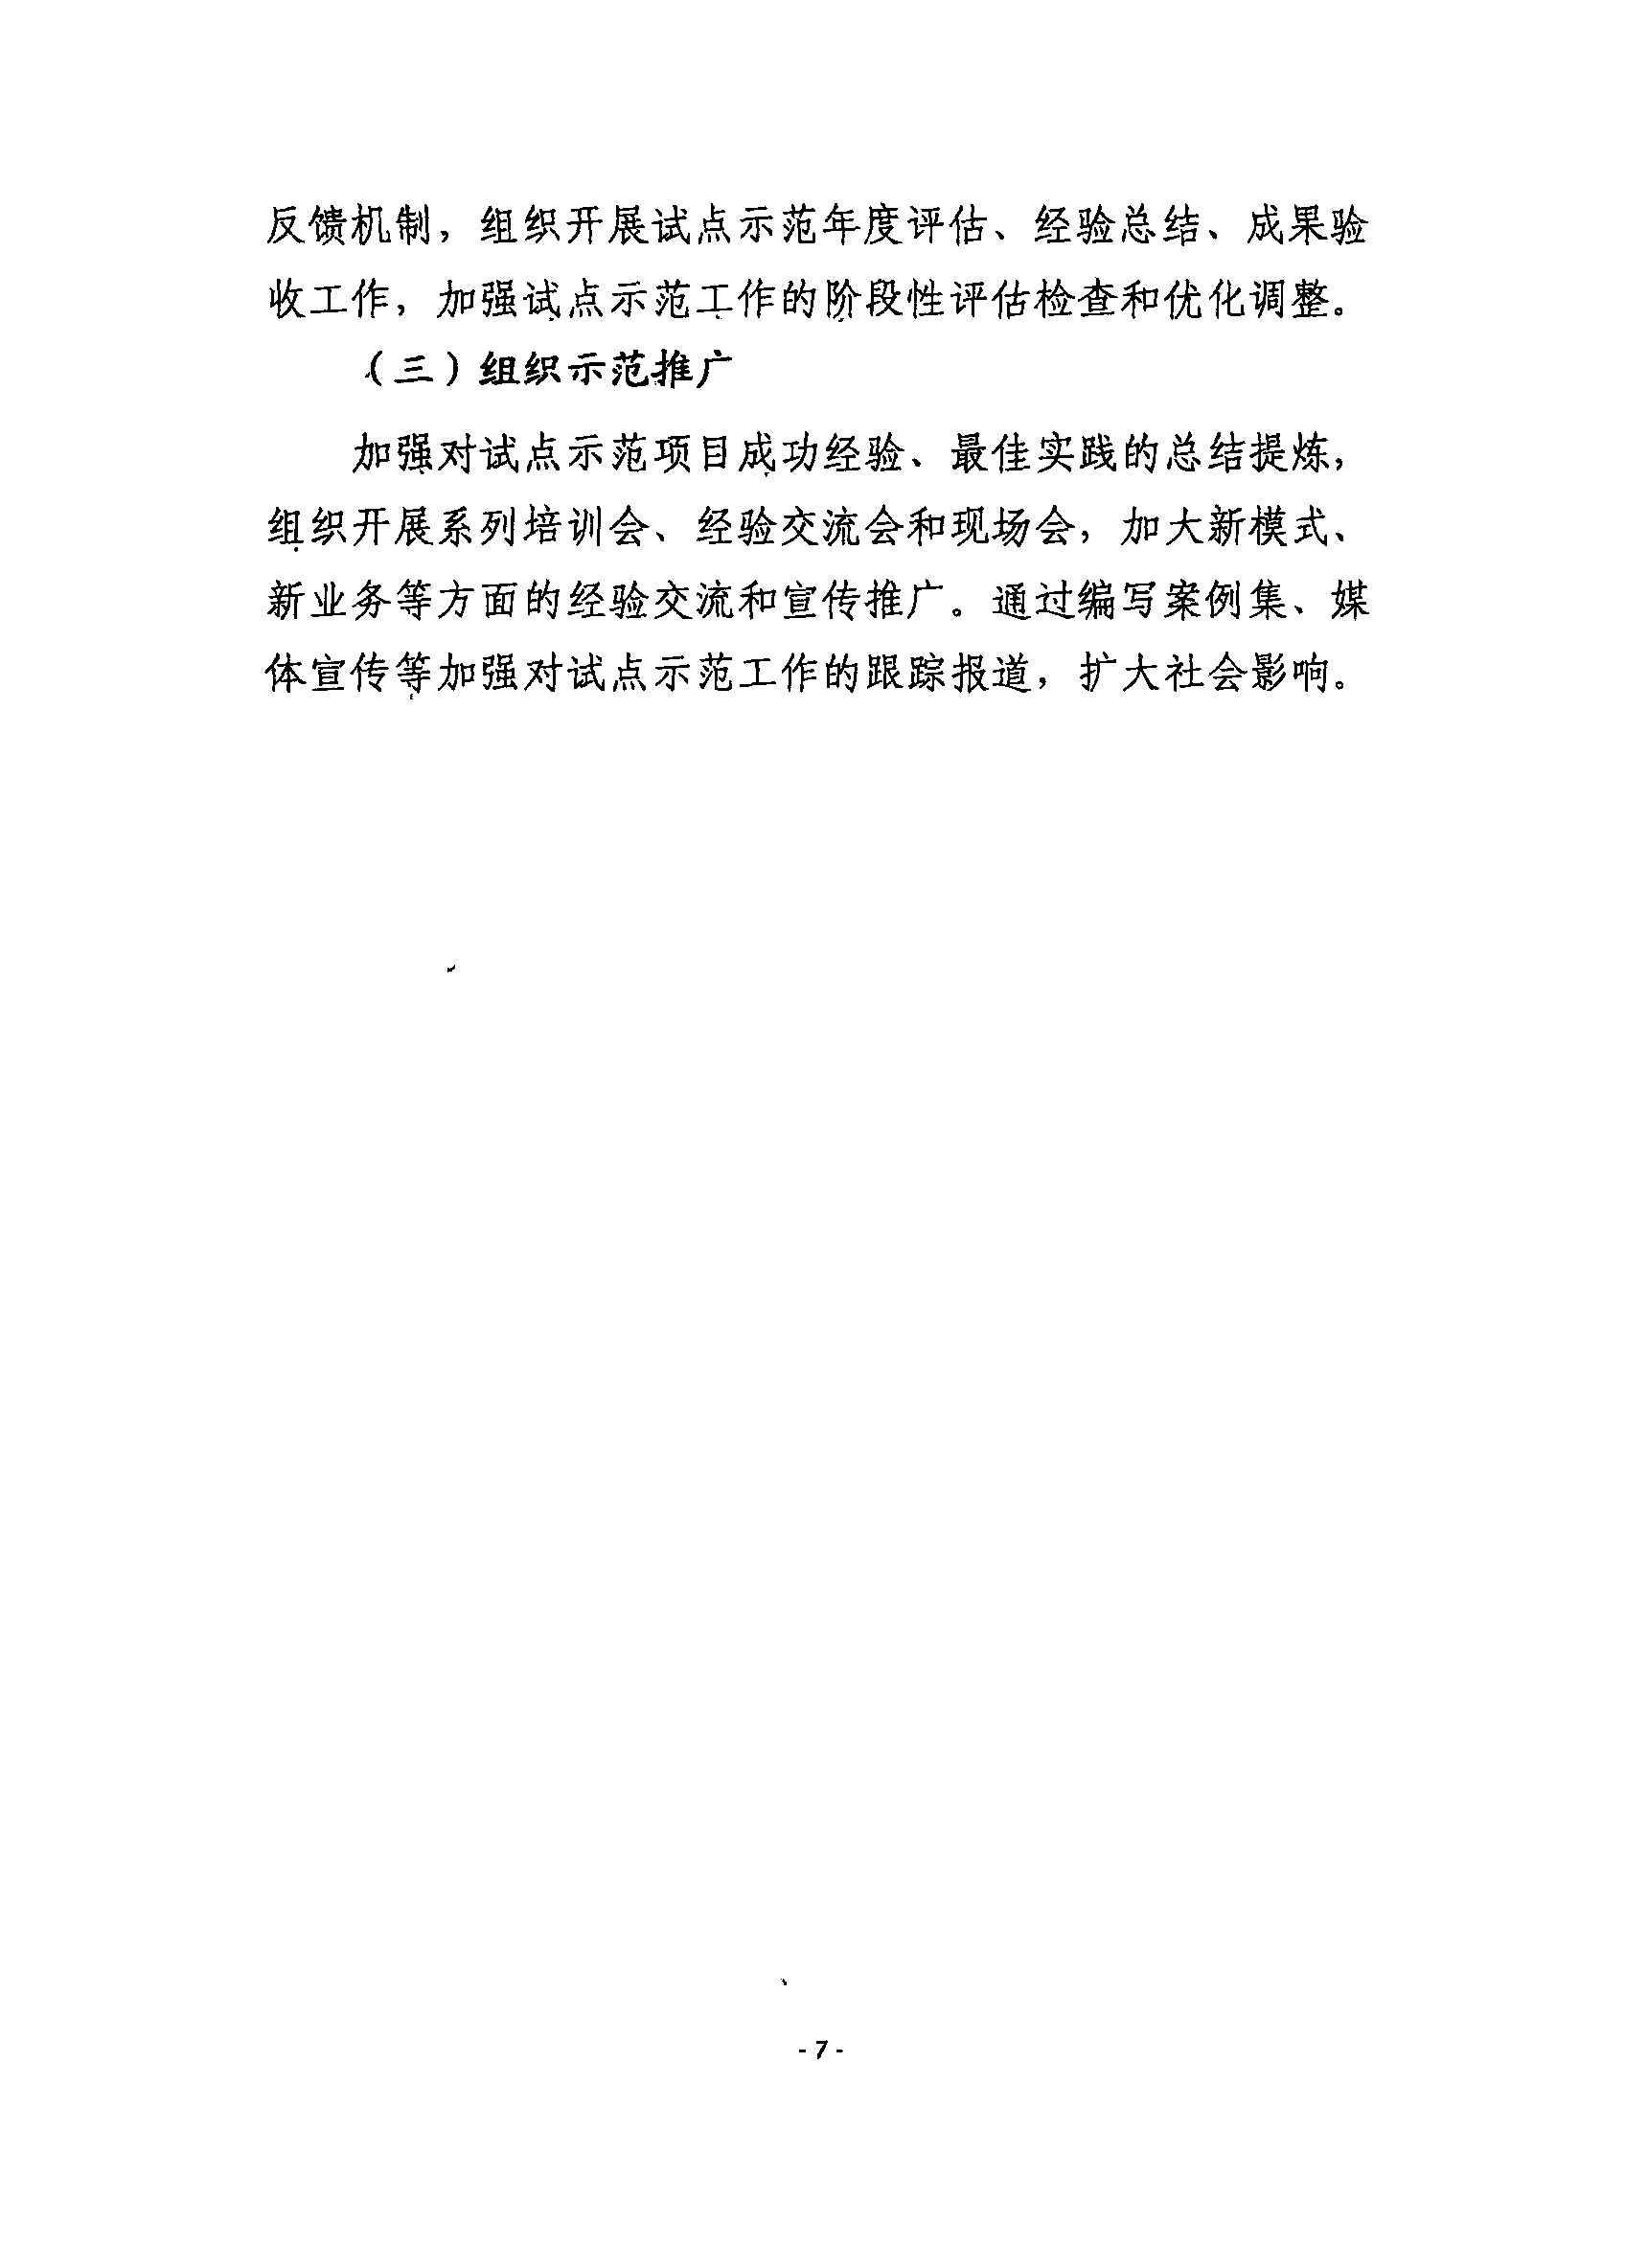 反馈机制，组织开展试点示范年度评估、经验总结、成果验
收工作，加强试点示范工作的阶段性评估检查和优化调整。
（三）组织示范推广
加强对试点示范项目成功经验、最佳实践的总结提炼，
组织开展系列培训会、经验交流会和现场会，加大新模式、
新业务等方面的经验交流和宣传推广。通过编写案例集、媒
体宣传等加强对试点示范工作的跟踪报道，扩大社会影响。
- 7 -